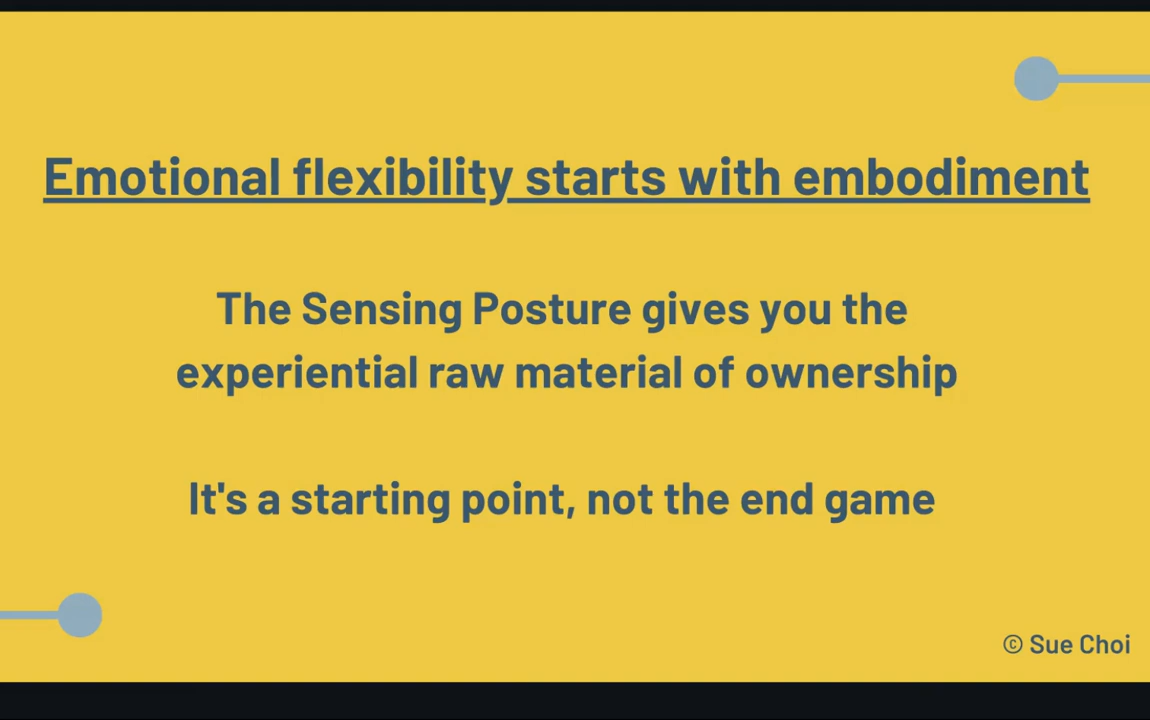 Emotional flexibility starts with embodiment
The Sensing Posture gives you the
experiential raw material of ownership
It's a starting point, not the end game
© Sue Choi